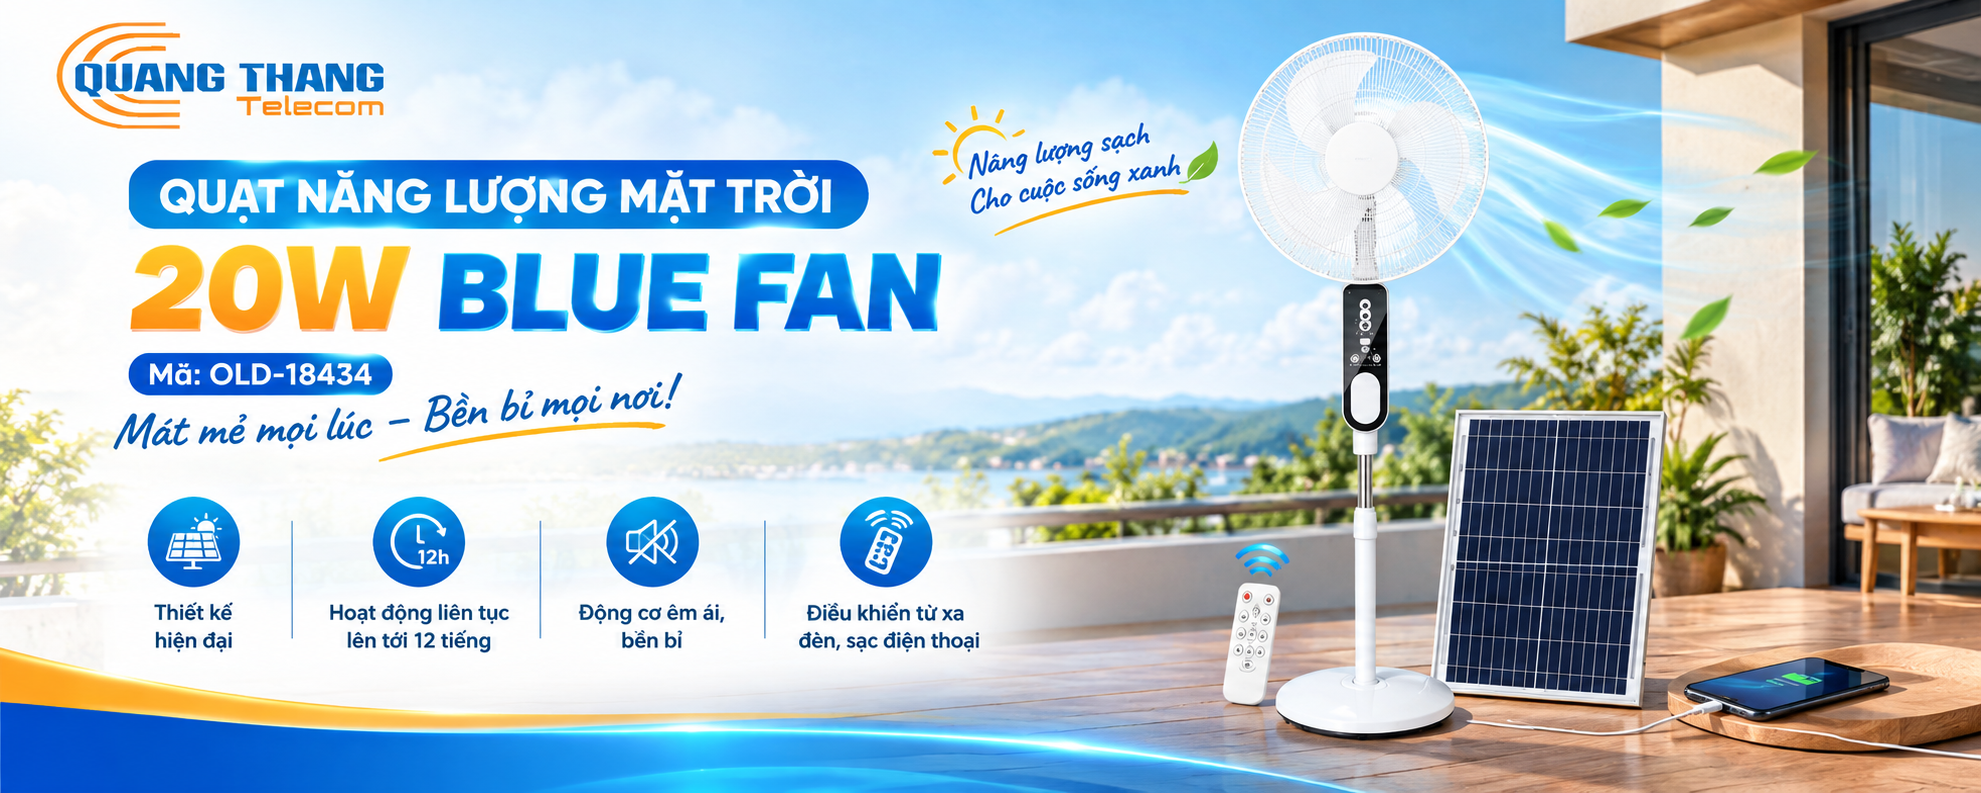 QUANG THANG
Telecom
QUẠT NĂNG LƯỢNG MẶT TRỜI
20W BLUE FAN
Mã: OLD-18434
Mát mẻ mọi lúc – Bền bỉ mọi nơi!
Nâng lượng sạch
Cho cuộc sống xanh
12h
Thiết kế
hiện đại
Hoạt động liên tục
lên tới 12 tiếng
Động cơ êm ái,
bền bỉ
Điều khiển từ xa
đèn, sạc điện thoại